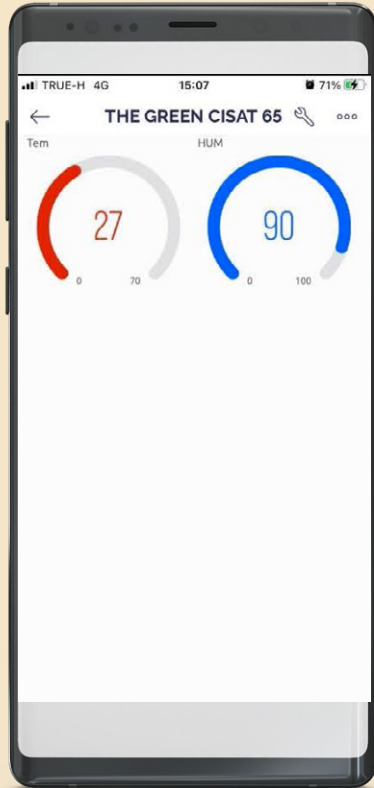 TRUE-H 4G 15:07 71%
THE GREEN CISAT 65
Tem HUM
27 90
0 70 0 100